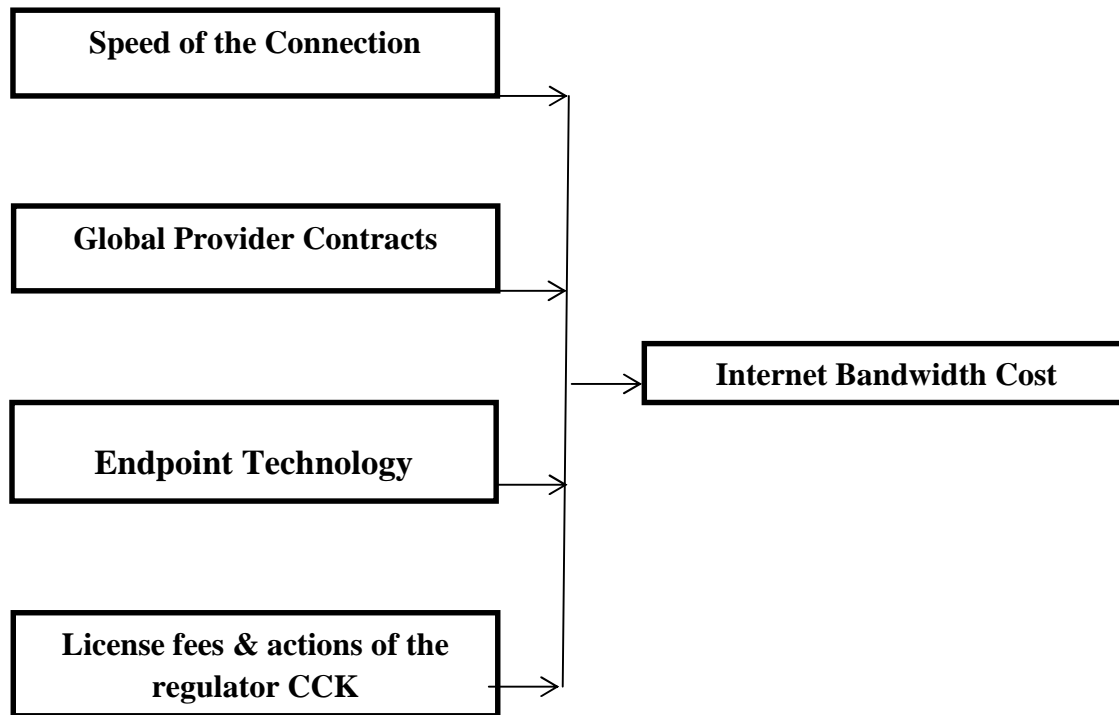 Speed of the Connection
Global Provider Contracts
Internet Bandwidth Cost
Endpoint Technology
License fees & actions of the
regulator CCK